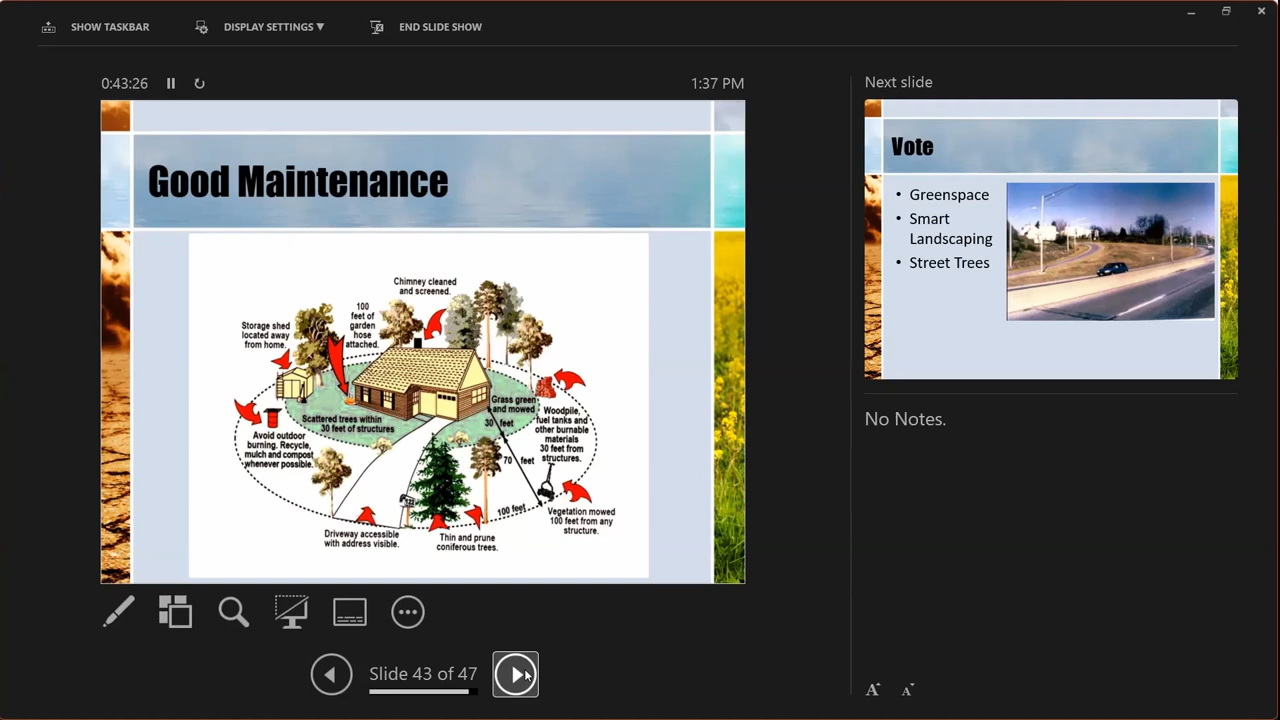 SHOW TASKBAR
DISPLAY SETTINGS ▼
END SLIDE SHOW
0:43:26
1:37 PM
Good Maintenance
Chimney cleaned
and screened.
100
feet of
garden
hose
attached.
Storage shed
located away
from home.
Scattered trees within
30 feet of structures
Grass green
and mowed
30 feet
Woodpile,
fuel tanks and
other burnable
materials
30 feet from
structures.
Avoid outdoor
burning. Recycle,
mulch and compost
whenever possible.
70 feet
100 feet
Vegetation mowed
100 feet from any
structure.
Driveway accessible
with address visible.
Thin and prune
coniferous trees.
Next slide
Vote
• Greenspace
• Smart
Landscaping
• Street Trees
No Notes.
Slide 43 of 47
A
A